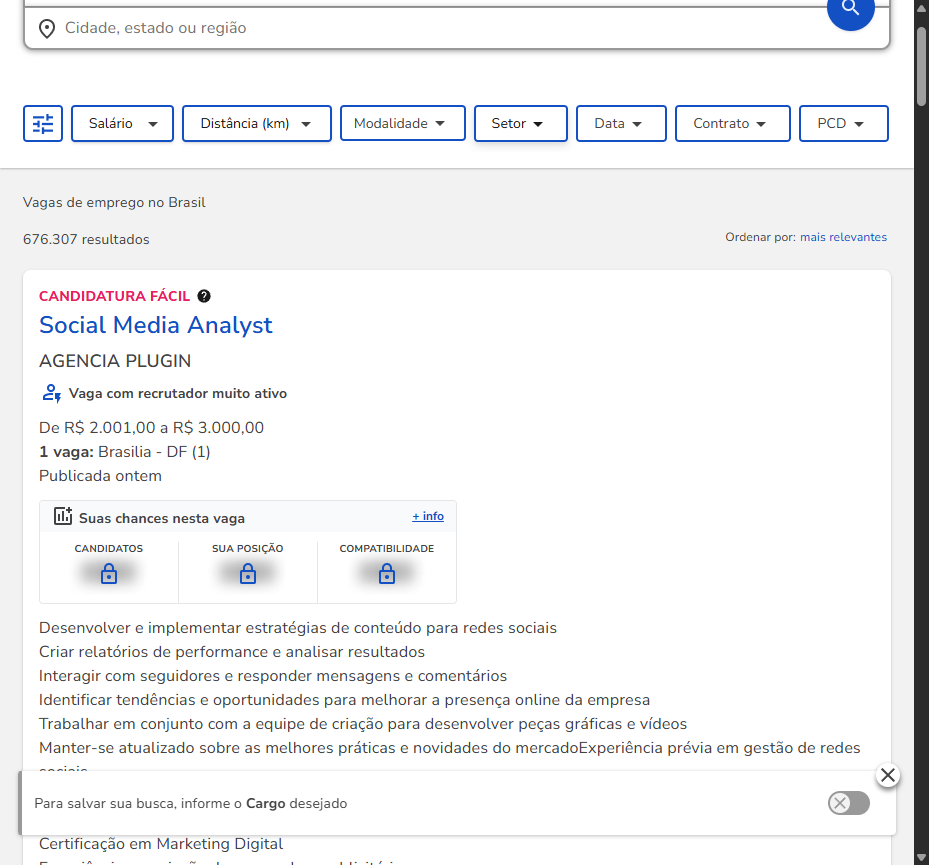 Cidade, estado ou região
Salário
Distância (km)
Modalidade
Setor
Data
Contrato
PCD
Vagas de emprego no Brasil
676.307 resultados
Ordenar por: mais relevantes
CANDIDATURA FÁCIL
Social Media Analyst
AGENCIA PLUGIN
Vaga com recrutador muito ativo
De R$ 2.001,00 a R$ 3.000,00
1 vaga: Brasilia - DF (1)
Publicada ontem
Suas chances nesta vaga
+ info
CANDIDATOS
SUA POSIÇÃO
COMPATIBILIDADE
Desenvolver e implementar estratégias de conteúdo para redes sociais
Criar relatórios de performance e analisar resultados
Interagir com seguidores e responder mensagens e comentários
Identificar tendências e oportunidades para melhorar a presença online da empresa
Trabalhar em conjunto com a equipe de criação para desenvolver peças gráficas e vídeos
Manter-se atualizado sobre as melhores práticas e novidades do mercadoExperiência prévia em gestão de redes
sociais
Para salvar sua busca, informe o Cargo desejado
Certificação em Marketing Digital